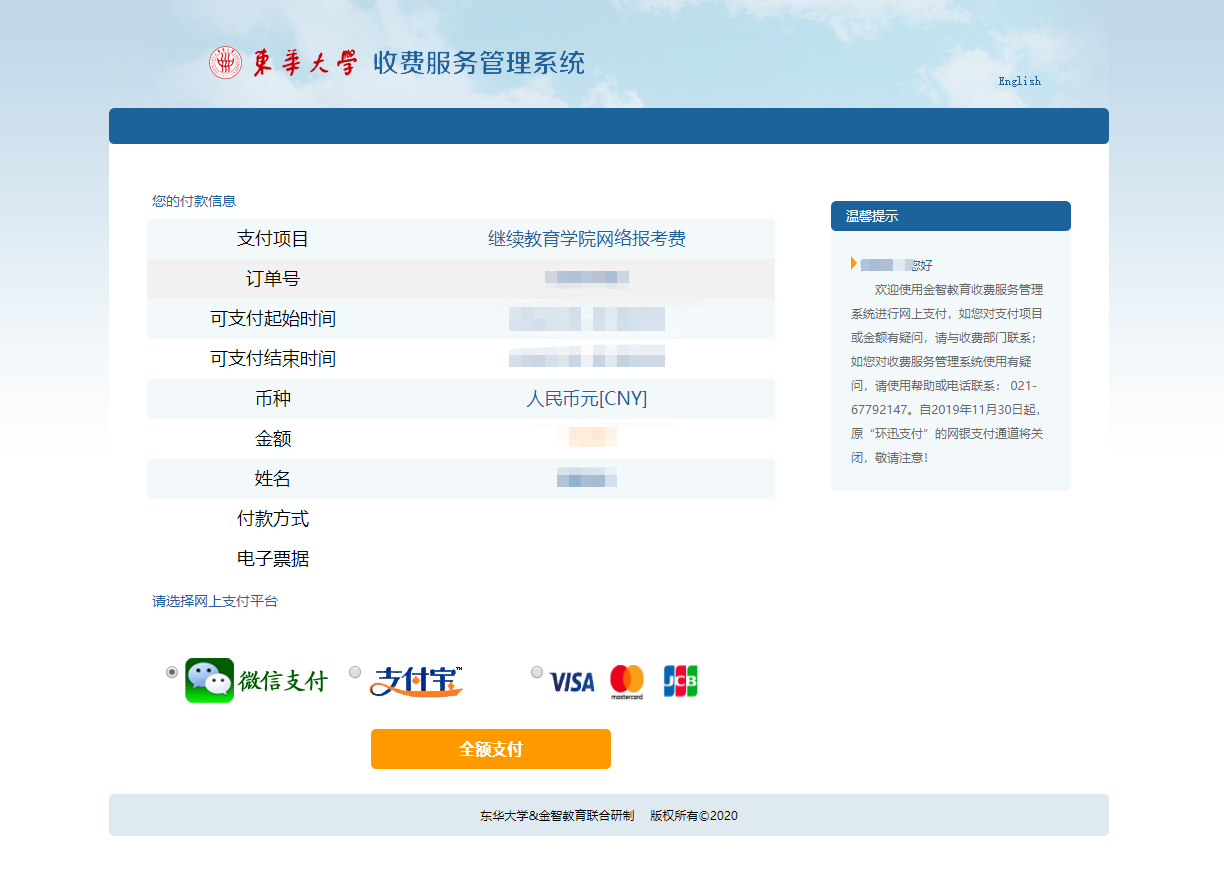 東華大學 收费服务管理系统
English
您的付款信息
支付项目 继续教育学院网络报考费
订单号
可支付起始时间
可支付结束时间
币种 人民币元[CNY]
金额
姓名
付款方式
电子票据
请选择网上支付平台
微信支付 支付宝™ VISA mastercard JCB
全额支付
温馨提示
您好
欢迎使用金智教育收费服务管理
系统进行网上支付，如您对支付项目
或金额有疑问，请与收费部门联系；
如您对收费服务管理系统使用有疑
问，请使用帮助或电话联系： 021-
67792147。自2019年11月30日起，
原“环迅支付”的网银支付通道将关
闭，敬请注意！
东华大学&金智教育联合研制 版权所有©2020